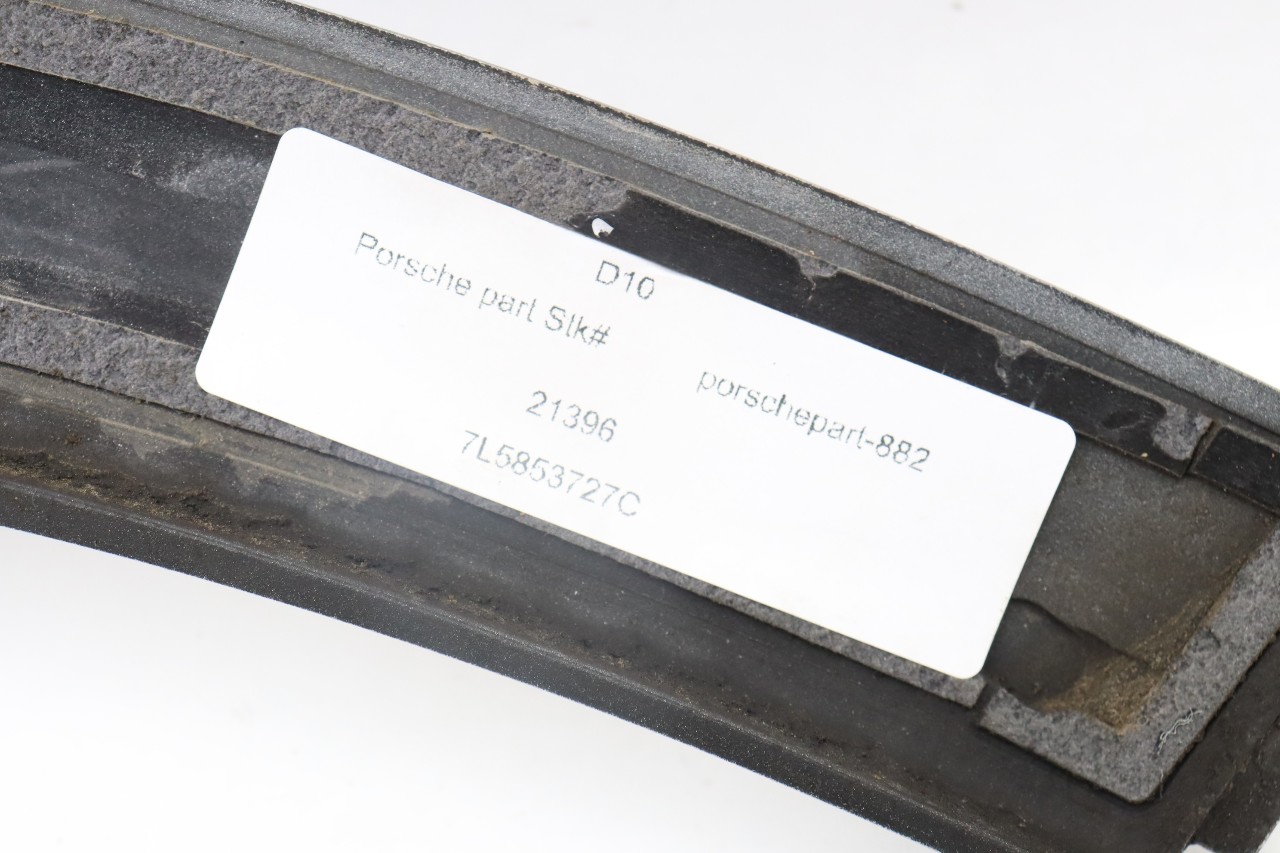 D10
Porsche part Stk#
porschepart-882
21396
7L5853727C